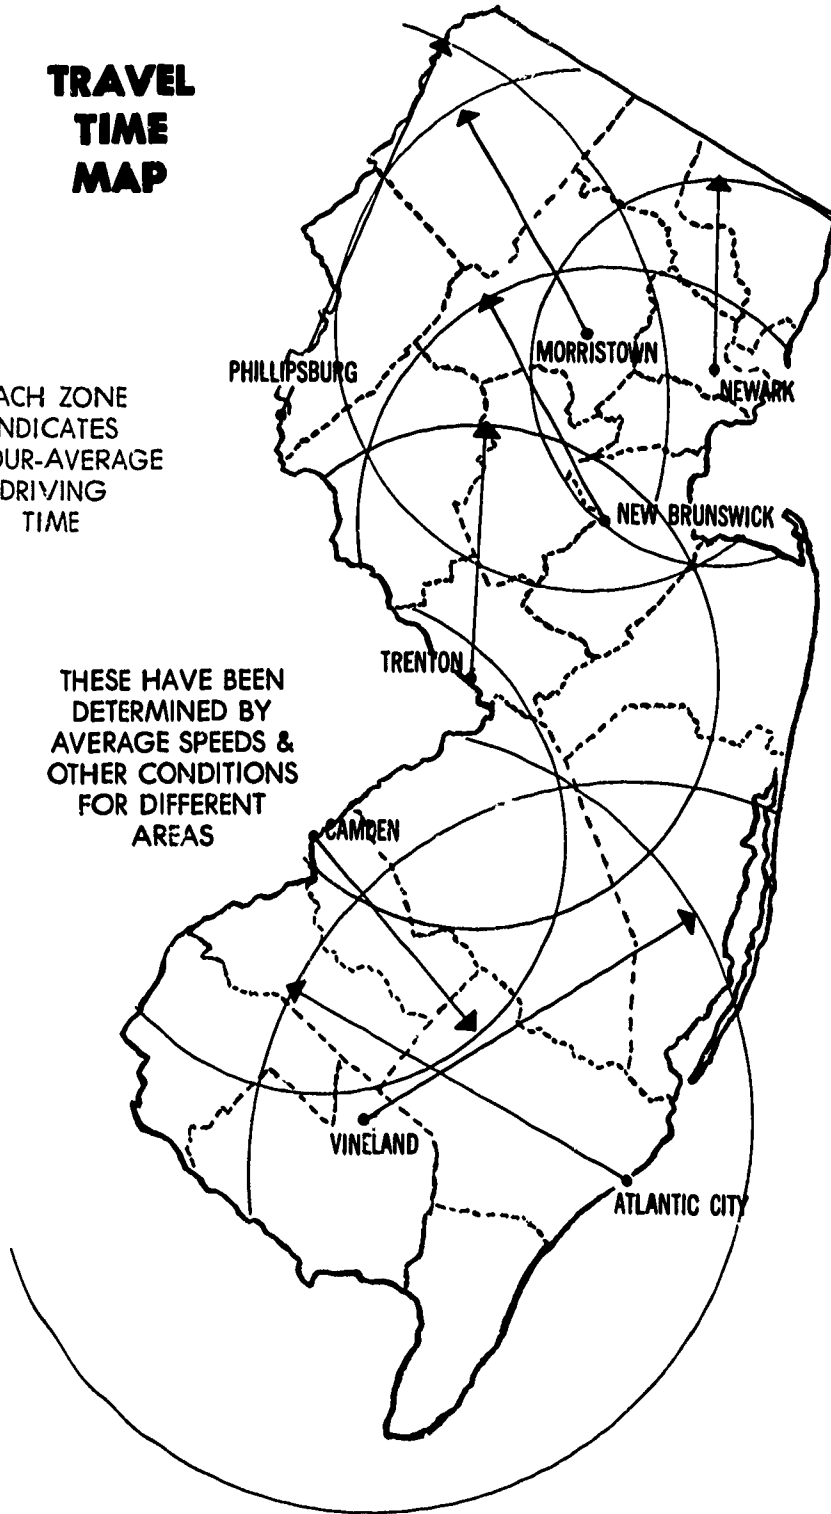 TRAVEL
TIME
MAP
PHILLIPSBURG
MORRISTOWN
NEWARK
ACH ZONE
NDICATES
OUR-AVERAGE
DRIVING
TIME
NEW BRUNSWICK
TRENTON
THESE HAVE BEEN
DETERMINED BY
AVERAGE SPEEDS &
OTHER CONDITIONS
FOR DIFFERENT
AREAS
CAMDEN
VINELAND
ATLANTIC CITY